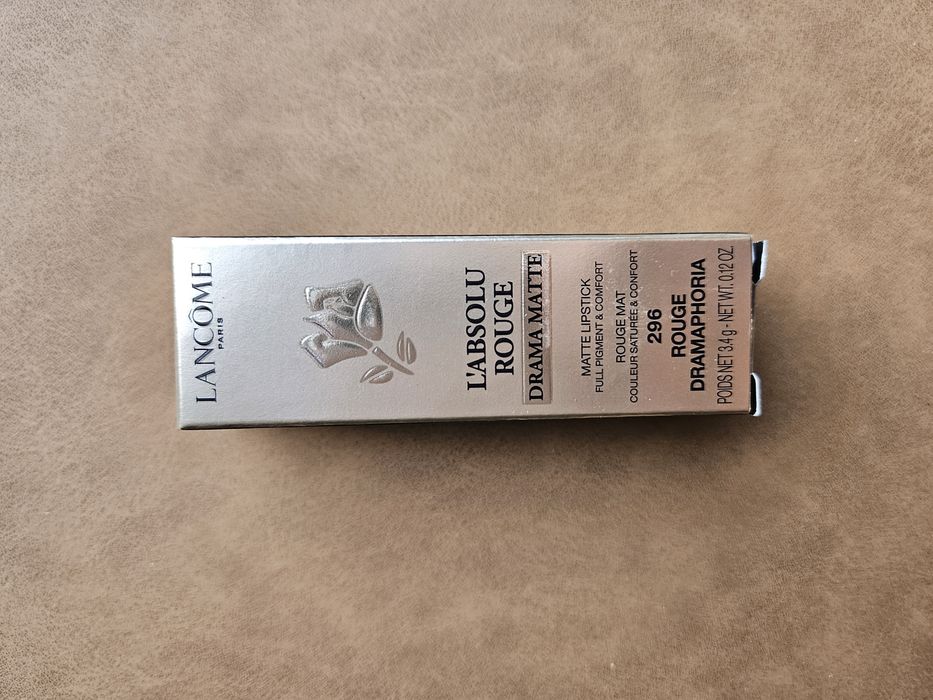 LANCÔME
PARIS
L'ABSOLU
ROUGE
DRAMA MATTE
MATTE LIPSTICK
FULL PIGMENT & COMFORT
ROUGE MAT
COULEUR SATURÉE & CONFORT
296
ROUGE
DRAMAPHORIA
POIDS NET 3.4 g - NET WT. 0.12 OZ.